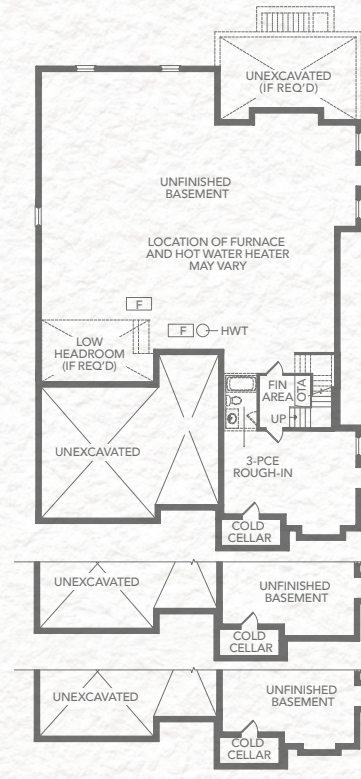 UNEXCAVATED
(IF REQ'D)
UNFINISHED
BASEMENT
LOCATION OF FURNACE
AND HOT WATER HEATER
MAY VARY
F
F
HWT
LOW
HEADROOM
(IF REQ'D)
FIN
AREA
OTA
UP
UNEXCAVATED
3-PCE
ROUGH-IN
COLD
CELLAR
UNEXCAVATED
UNFINISHED
BASEMENT
COLD
CELLAR
UNEXCAVATED
UNFINISHED
BASEMENT
COLD
CELLAR